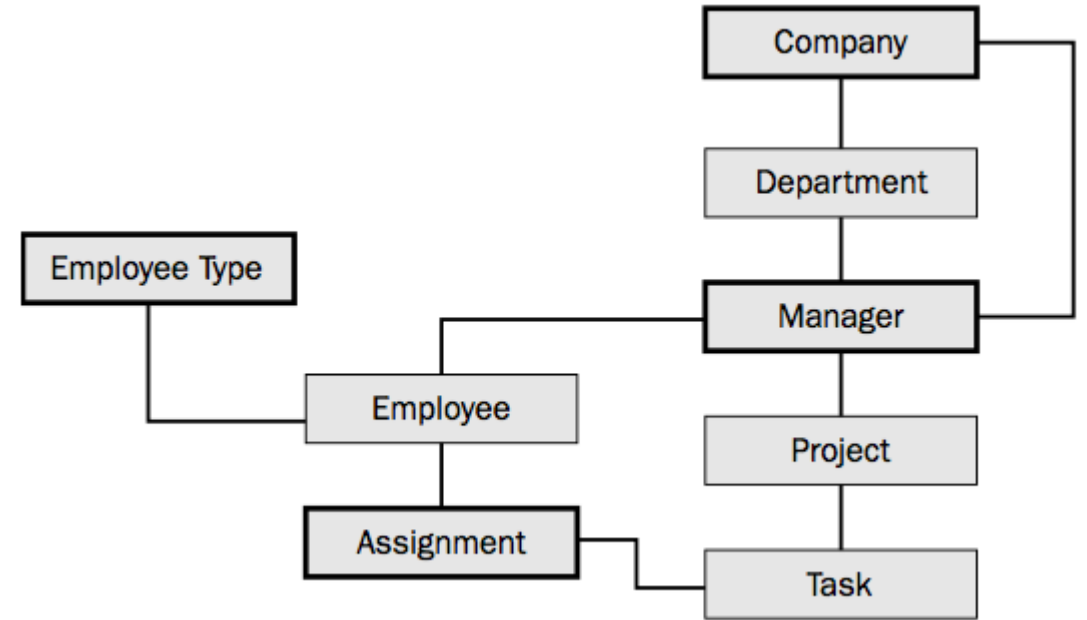 Company
Department
Employee Type
Manager
Employee
Project
Assignment
Task